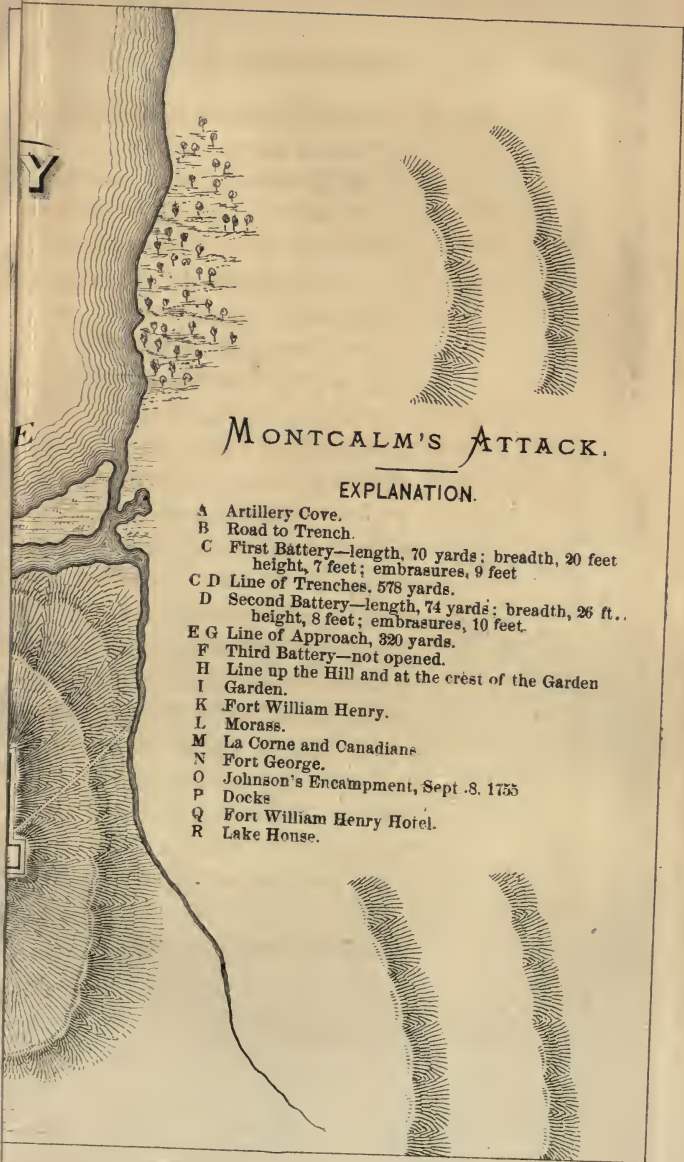 Y
E
MONTCALM'S ATTACK.
EXPLANATION.
A Artillery Cove.
B Road to Trench.
C First Battery—length, 70 yards; breadth, 20 feet
height, 7 feet; embrasures, 9 feet
C D Line of Trenches. 578 yards.
D Second Battery—length, 74 yards; breadth, 26 ft..
height, 8 feet; embrasures, 10 feet.
E G Line of Approach, 320 yards.
F Third Battery—not opened.
H Line up the Hill and at the crest of the Garden
I Garden.
K Fort William Henry.
L Morass.
M La Corne and Canadians
N Fort George.
O Johnson's Encampment, Sept .8. 1755
P Docks
Q Fort William Henry Hotel.
R Lake House.